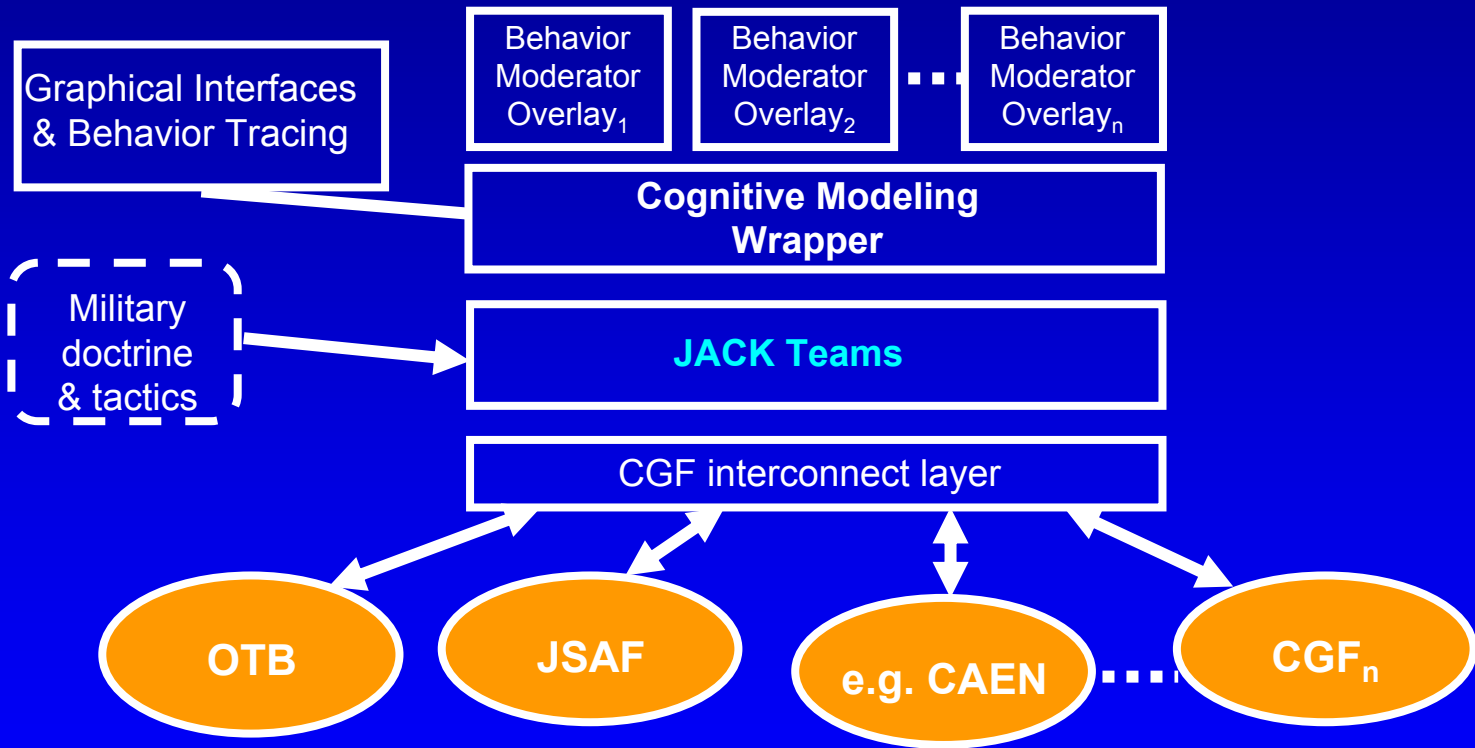 Behavior
Moderator
Overlay₁
Behavior
Moderator
Overlay₂
Behavior
Moderator
Overlayₙ
Graphical Interfaces
& Behavior Tracing
Cognitive Modeling
Wrapper
Military
doctrine
& tactics
JACK Teams
CGF interconnect layer
OTB
JSAF
e.g. CAEN
CGFₙ